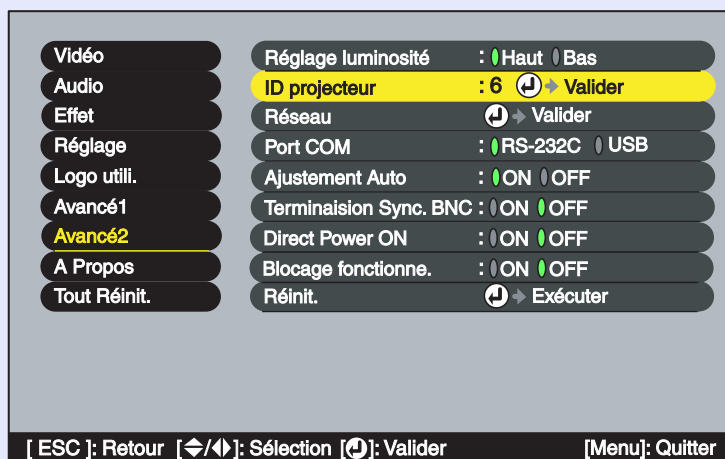 Vidéo
Audio
Effet
Réglage
Logo utili.
Avancé1
Avancé2
A Propos
Tout Réinit.
Réglage luminosité : Haut Bas
ID projecteur : 6 Valider
Réseau Valider
Port COM : RS-232C USB
Ajustement Auto : ON OFF
Terminaision Sync. BNC : ON OFF
Direct Power ON : ON OFF
Blocage fonctionne. : ON OFF
Réinit. Exécuter
[ ESC ]: Retour [ / ]: Sélection [ ]: Valider [Menu]: Quitter